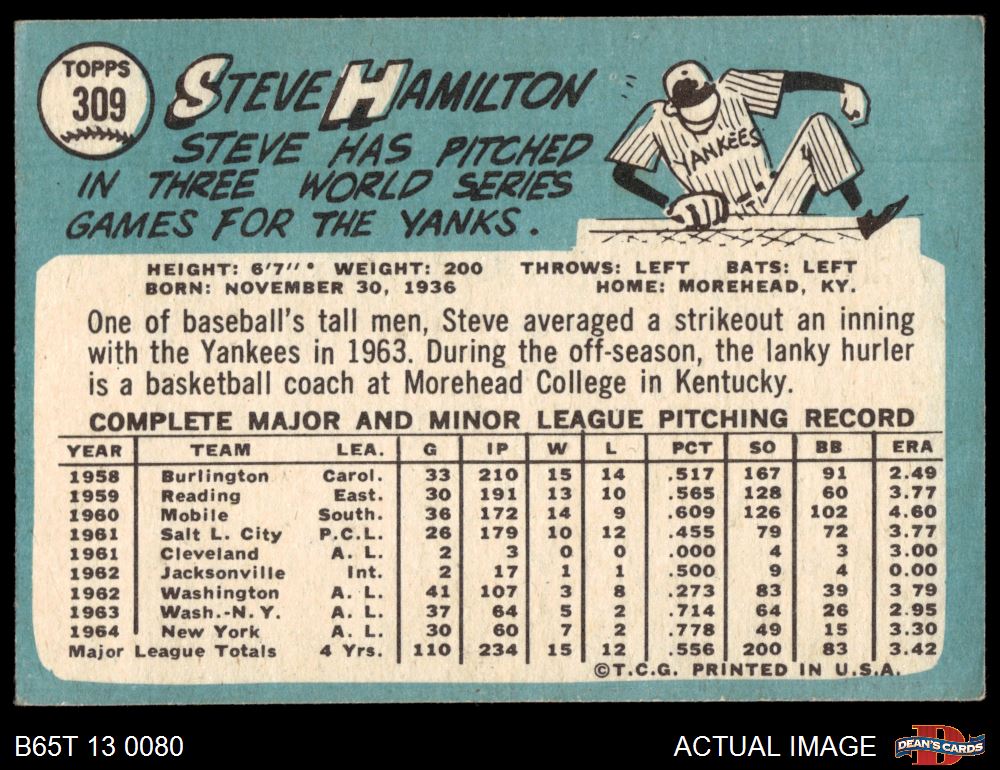 TOPPS
309
STEVE HAMILTON
STEVE HAS PITCHED
IN THREE WORLD SERIES
GAMES FOR THE YANKS.
YANKEES
HEIGHT: 6'7" • WEIGHT: 200 THROWS: LEFT BATS: LEFT
BORN: NOVEMBER 30, 1936 HOME: MOREHEAD, KY.
One of baseball's tall men, Steve averaged a strikeout an inning
with the Yankees in 1963. During the off-season, the lanky hurler
is a basketball coach at Morehead College in Kentucky.
COMPLETE MAJOR AND MINOR LEAGUE PITCHING RECORD
YEAR TEAM LEA. G IP W L PCT SO BB ERA
1958 Burlington Carol. 33 210 15 14 .517 167 91 2.49
1959 Reading East. 30 191 13 10 .565 128 60 3.77
1960 Mobile South. 36 172 14 9 .609 126 102 4.60
1961 Salt L. City P.C.L. 26 179 10 12 .455 79 72 3.77
1961 Cleveland A. L. 2 3 0 0 .000 4 3 3.00
1962 Jacksonville Int. 2 17 1 1 .500 9 4 0.00
1962 Washington A. L. 41 107 3 8 .273 83 39 3.79
1963 Wash.-N. Y. A. L. 37 64 5 2 .714 64 26 2.95
1964 New York A. L. 30 60 7 2 .778 49 15 3.30
Major League Totals 4 Yrs. 110 234 15 12 .556 200 83 3.42
©T.C.G. PRINTED IN U.S.A.
B65T 13 0080
ACTUAL IMAGE
D
DEAN'S CARDS